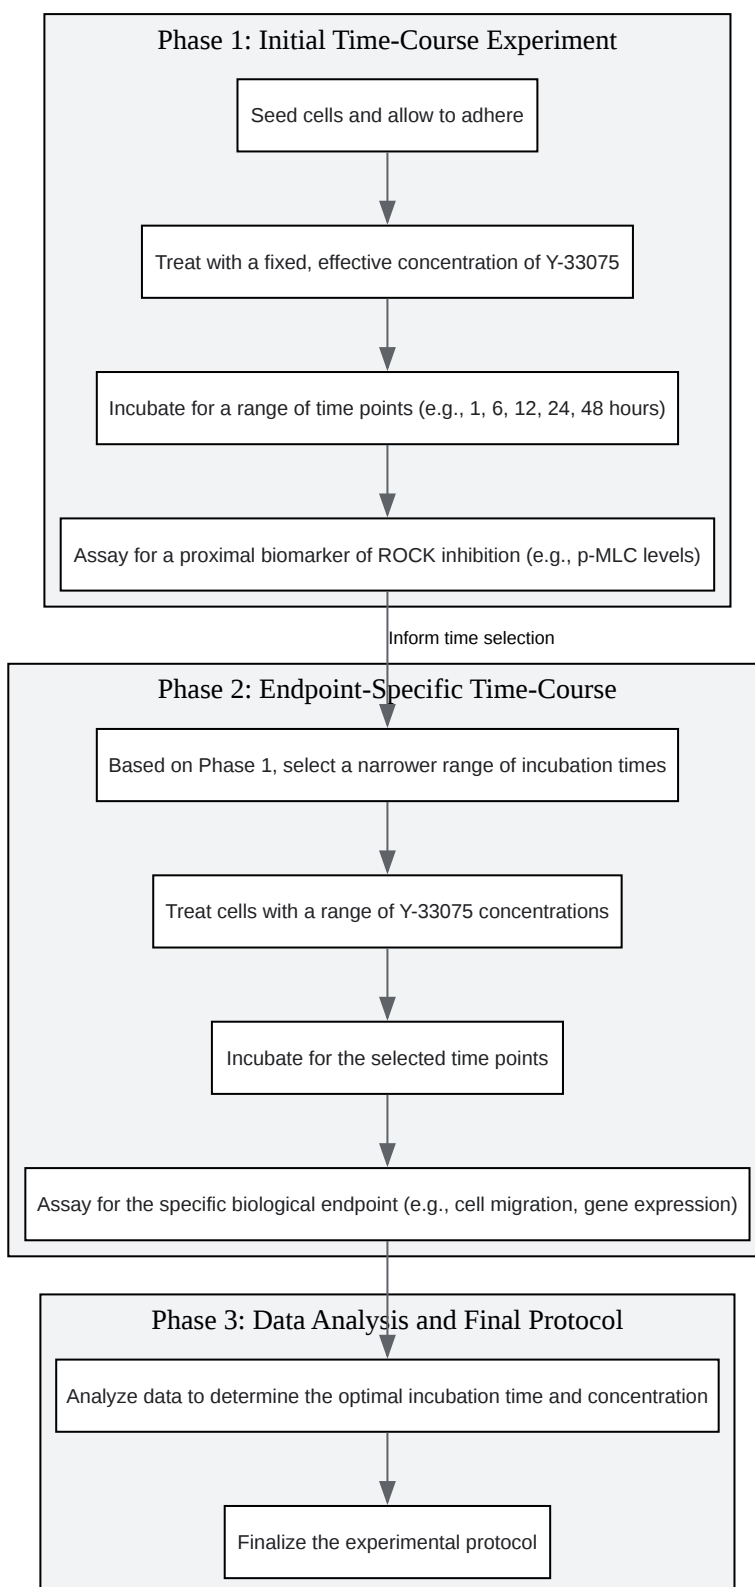 Phase 1: Initial Time-Course Experiment
Seed cells and allow to adhere
Treat with a fixed, effective concentration of Y-33075
Incubate for a range of time points (e.g., 1, 6, 12, 24, 48 hours)
Assay for a proximal biomarker of ROCK inhibition (e.g., p-MLC levels)
Inform time selection
Phase 2: Endpoint-Specific Time-Course
Based on Phase 1, select a narrower range of incubation times
Treat cells with a range of Y-33075 concentrations
Incubate for the selected time points
Assay for the specific biological endpoint (e.g., cell migration, gene expression)
Phase 3: Data Analysis and Final Protocol
Analyze data to determine the optimal incubation time and concentration
Finalize the experimental protocol